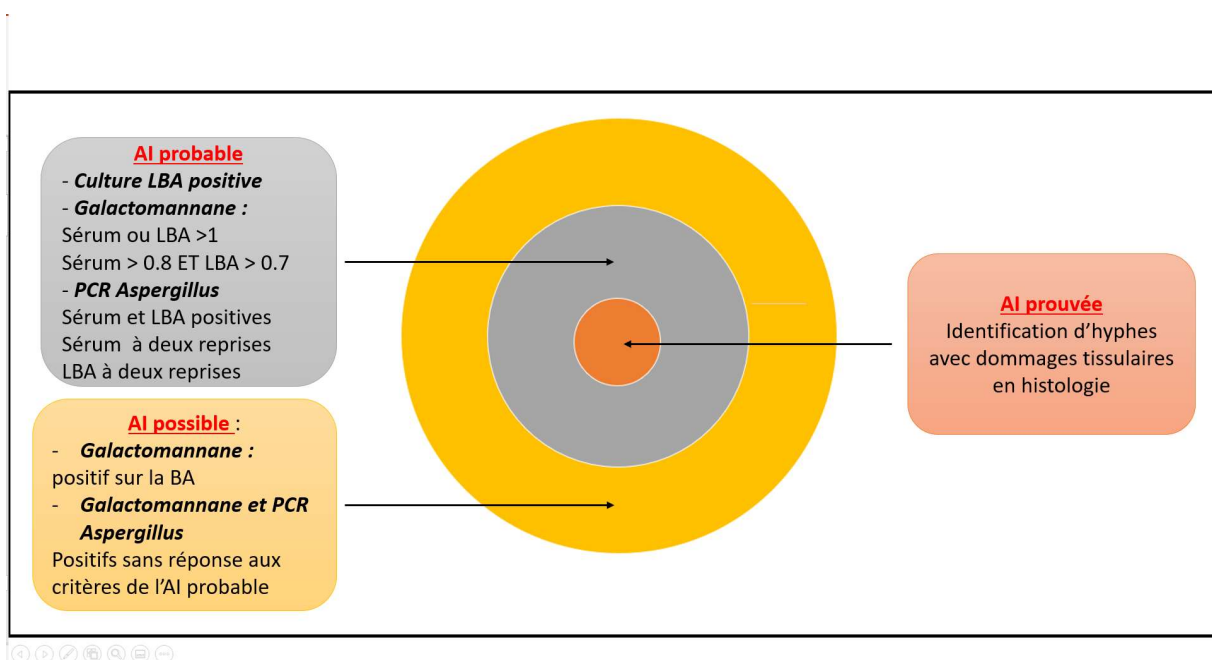 AI probable
- Culture LBA positive
- Galactomannane :
Sérum ou LBA >1
Sérum > 0.8 ET LBA > 0.7
- PCR Aspergillus
Sérum et LBA positives
Sérum à deux reprises
LBA à deux reprises
AI possible :
- Galactomannane :
positif sur la BA
- Galactomannane et PCR
Aspergillus
Positifs sans réponse aux
critères de l’AI probable
AI prouvée
Identification d’hyphes
avec dommages tissulaires
en histologie